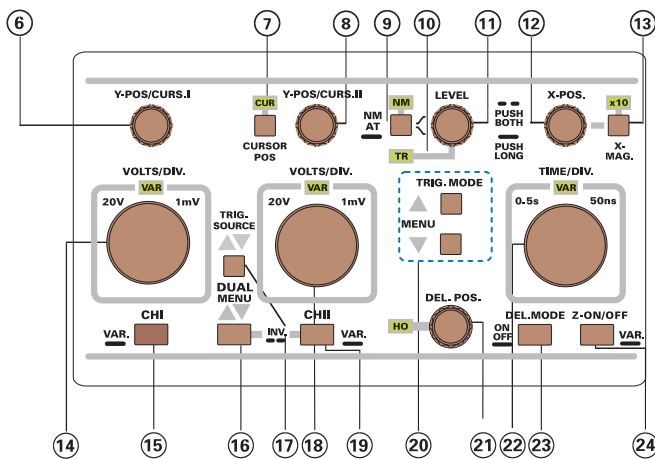 6 7 8 9 10 11 12 13
Y-POS/CURS.I
CUR
CURSOR
POS
Y-POS/CURS.II
NM
AT
NM
TR
LEVEL
PUSH
BOTH
PUSH
LONG
X-POS.
x10
X-
MAG.
VOLTS/DIV.
VAR
20V 1mV
TRIG.
SOURCE
VOLTS/DIV.
VAR
20V 1mV
TRIG. MODE
MENU
TIME/DIV.
VAR
0.5s 50ns
DUAL
MENU
VAR.
CHI
INV.
CHII
VAR.
HO
DEL. POS.
ON
OFF
DEL.MODE
Z-ON/OFF
VAR.
14 15 16 17 18 19 20 21 22 23 24